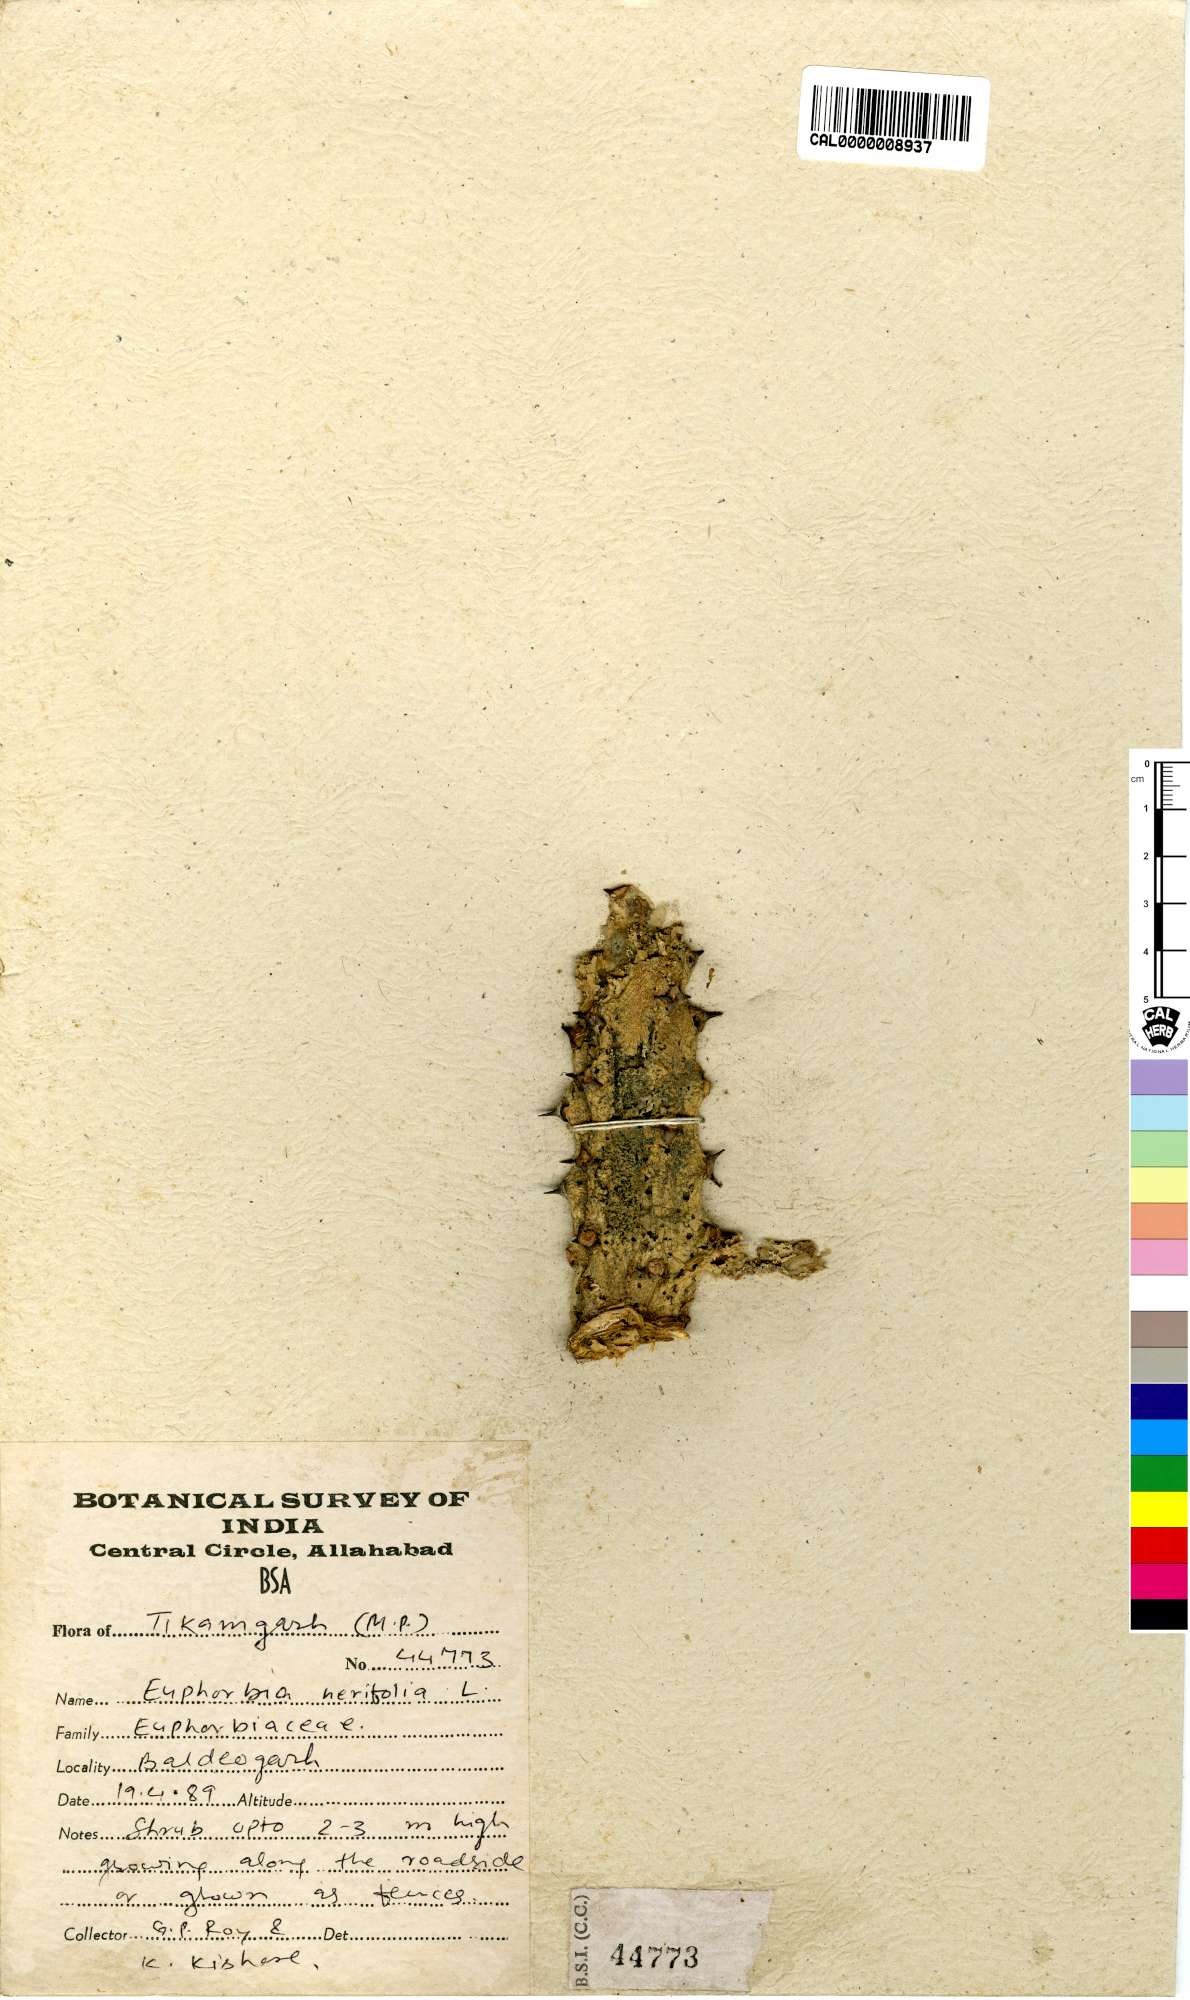 CAL0000008937
0
cm
1
2
3
4
5
CAL
HERB
BOTANICAL SURVEY OF
INDIA
Central Circle, Allahabad
BSA
Flora of Tikamgarh (M.P.)
No 44773
Name Euphorbia nerifolia L.
Family Euphorbiaceae.
Locality Baldeogarh
Date 19.4.89 Altitude
Notes Shrub upto 2-3 m high
growing along the roadside
or grown as fences.
Collector G.P. Roy & Det
K. Kishore.
B.S.I. (C.C.)
44773